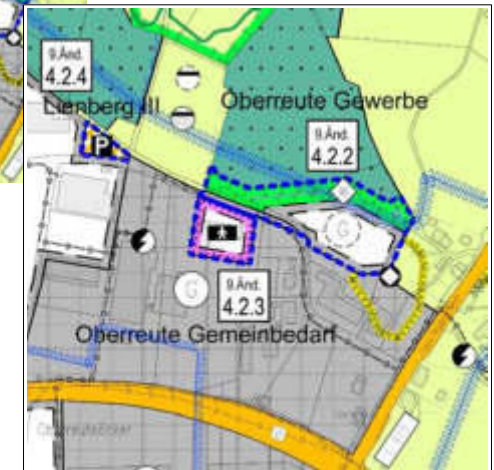 9.Änd.
4.2.4
Lienberg III
Oberreute Gewerbe
9.Änd.
4.2.2
P
G
G
9.Änd.
4.2.3
Oberreute Gemeinbedarf